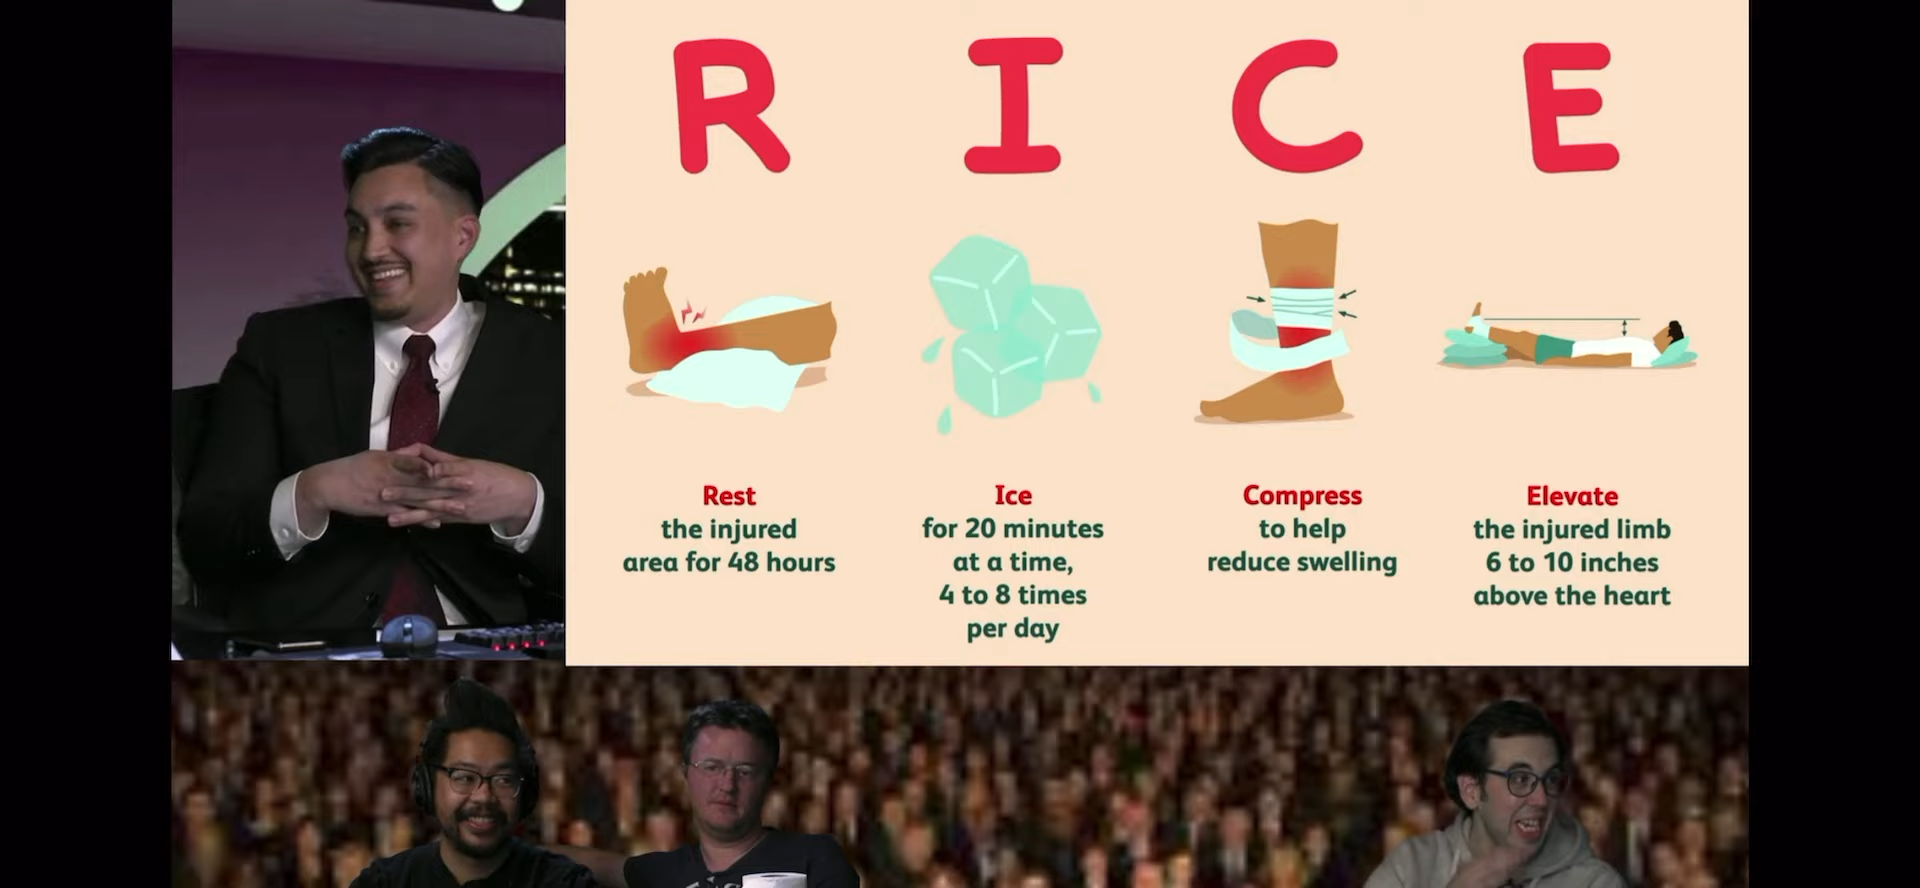 R I C E
Rest
the injured
area for 48 hours
Ice
for 20 minutes
at a time,
4 to 8 times
per day
Compress
to help
reduce swelling
Elevate
the injured limb
6 to 10 inches
above the heart